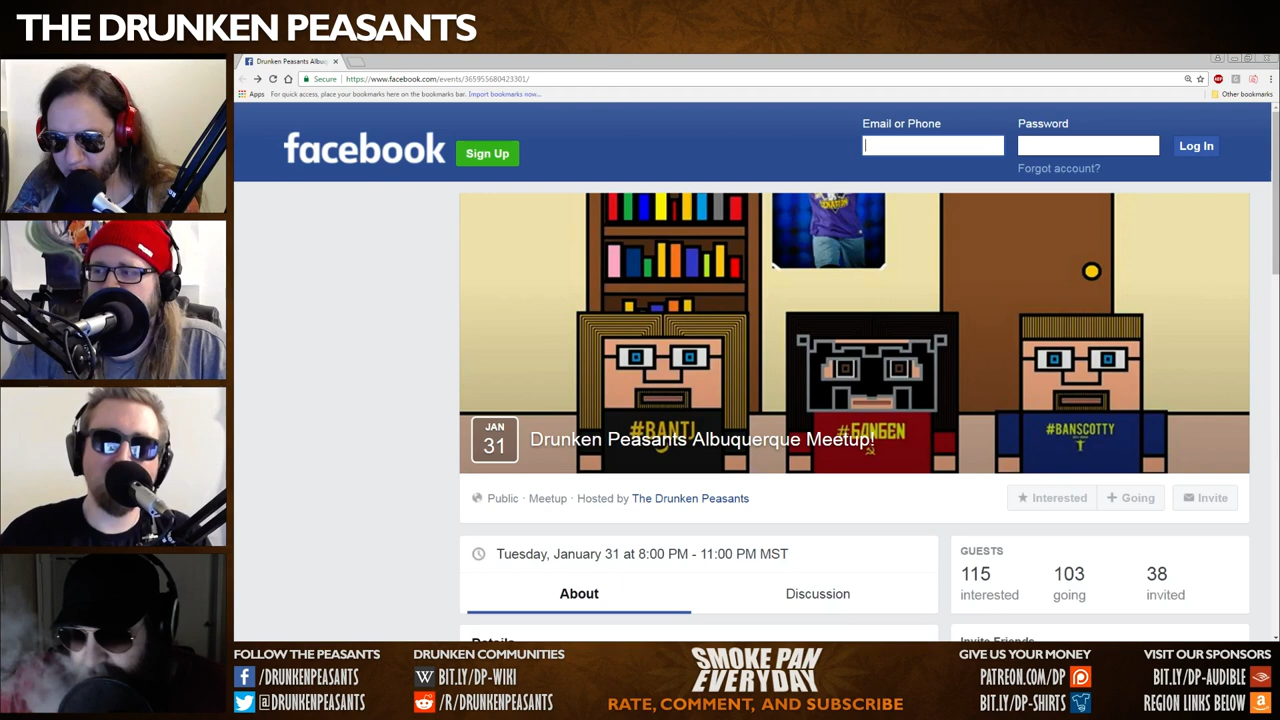 THE DRUNKEN PEASANTS
Drunken Peasants Albuq
Secure
https://www.facebook.com/events/365955680423301/
Apps
For quick access, place your bookmarks here on the bookmarks bar. Import bookmarks now...
Other bookmarks
facebook
Sign Up
Email or Phone
Password
Log In
Forgot account?
#BANTJ
#БАНБЕN
#BANSCOTTY
JAN
31
Drunken Peasants Albuquerque Meetup!
Public · Meetup · Hosted by The Drunken Peasants
Interested
Going
Invite
Tuesday, January 31 at 8:00 PM - 11:00 PM MST
About
Discussion
GUESTS
115
interested
103
going
38
invited
Details
Invite Friends
FOLLOW THE PEASANTS
/DRUNKENPEASANTS
@DRUNKENPEASANTS
DRUNKEN COMMUNITIES
BIT.LY/DP-WIKI
/R/DRUNKENPEASANTS
SMOKE PAN
EVERYDAY
RATE, COMMENT, AND SUBSCRIBE
GIVE US YOUR MONEY
PATREON.COM/DP
BIT.LY/DP-SHIRTS
VISIT OUR SPONSORS
BIT.LY/DP-AUDIBLE
REGION LINKS BELOW